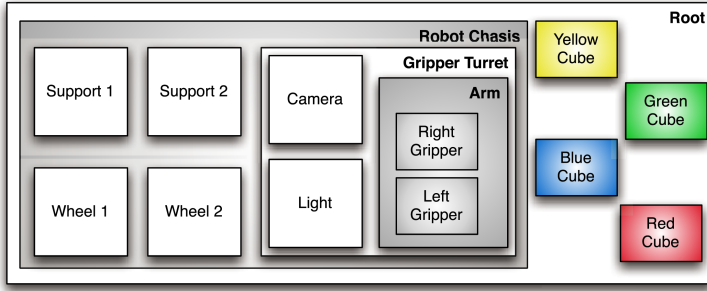 Root
Robot Chasis
Gripper Turret
Arm
Support 1
Support 2
Camera
Right
Gripper
Wheel 1
Wheel 2
Light
Left
Gripper
Yellow
Cube
Green
Cube
Blue
Cube
Red
Cube